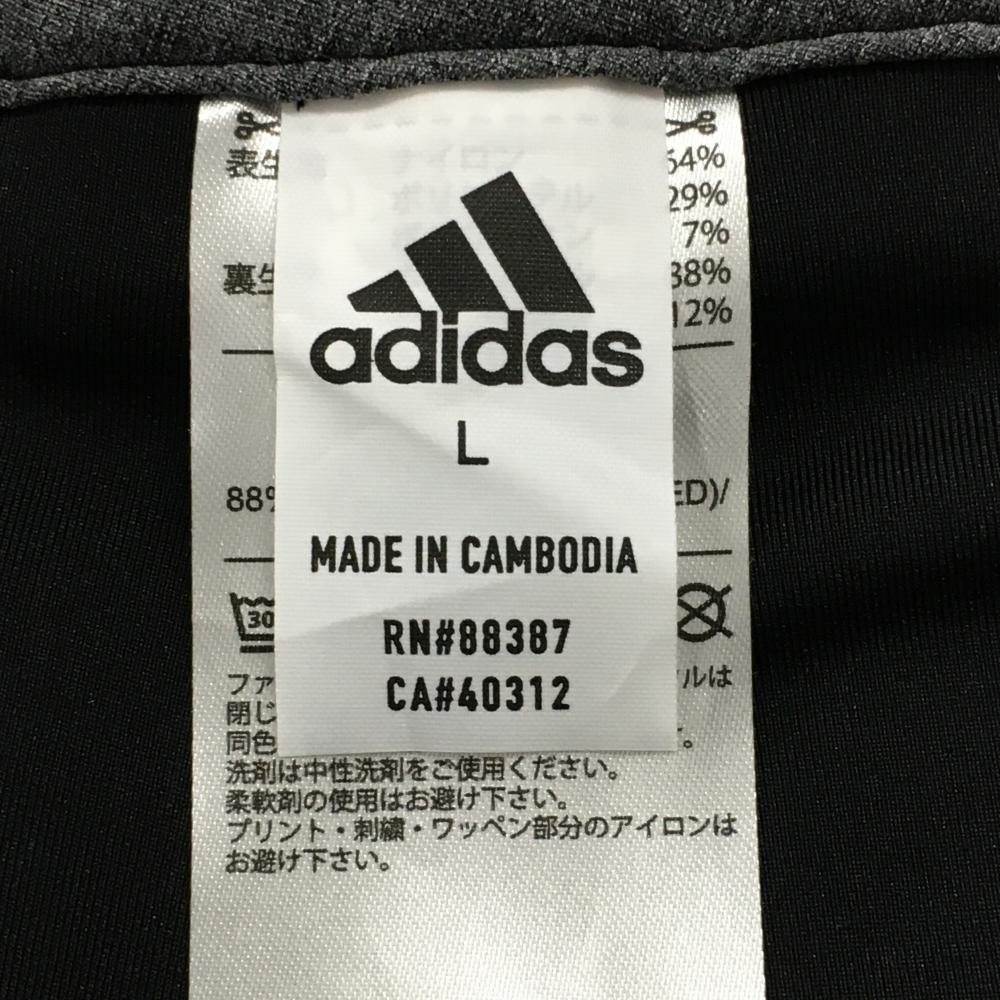 表生
54%
29%
7%
裏生
88%
12%
adidas
L
88%
ED)/
MADE IN CAMBODIA
30
RN#88387
CA#40312
ファ
ルは
閉じ
同色
。
洗剤は中性洗剤をご使用ください。
柔軟剤の使用はお避け下さい。
プリント・刺繍・ワッペン部分のアイロンは
お避け下さい。